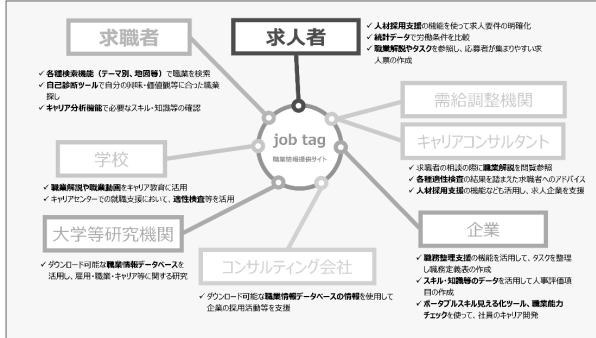 求職者
✓ 各種検索機能（テーマ別、地図等）で職業を検索
✓ 自己診断ツールで自分の興味・価値観等に合った職業
探し
✓ キャリア分析機能で必要なスキル・知識等の確認
求人者
✓ 人材採用支援の機能を使って求人要件の明確化
✓ 統計データで労働条件を比較
✓ 職業解説やタスクを参照し、応募者が集まりやすい求
人票の作成
job tag
職業情報提供サイト
需給調整機関
キャリアコンサルタント
✓ 求職者の相談の際に職業解説を閲覧参照
✓ 各種適性検査の結果を踏まえた求職者へのアドバイス
✓ 人材採用支援の機能なども活用し、求人企業を支援
学校
✓ 職業解説や職業動画をキャリア教育に活用
✓ キャリアセンターでの就職支援において、適性検査等を活用
大学等研究機関
✓ ダウンロード可能な職業情報データベースを
活用し、雇用・職業・キャリア等に関する研究
コンサルティング会社
✓ ダウンロード可能な職業情報データベースの情報を使用して
企業の採用活動等を支援
企業
✓ 職務整理支援の機能を活用して、タスクを整理
し職務定義表の作成
✓ スキル・知識等のデータを活用して人事評価項
目の作成
✓ ポータブルスキル見える化ツール、職業能力
チェックを使って、社員のキャリア開発